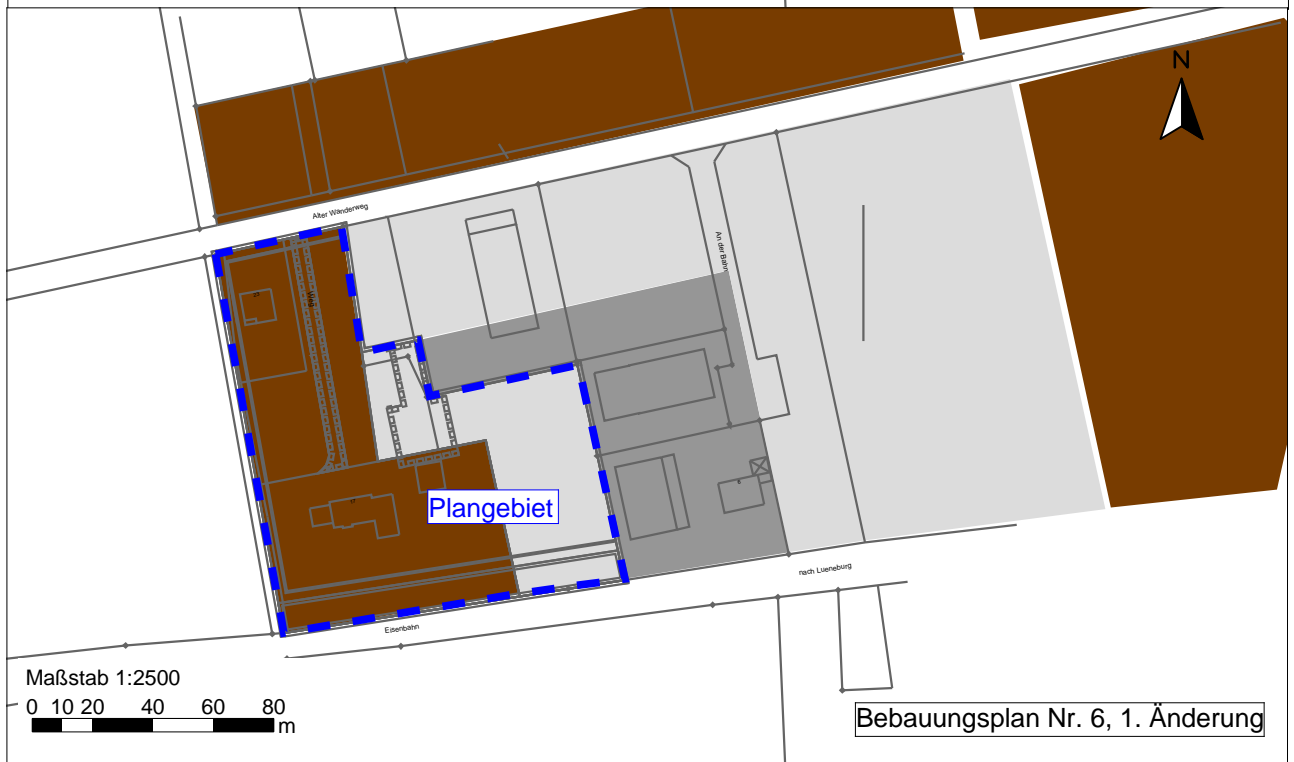 N
Alter Wanderweg
An der Bahn
Weg
Plangebiet
nach Lueneburg
Eisenbahn
Maßstab 1:2500
0 10 20 40 60 80
m
Bebauungsplan Nr. 6, 1. Änderung